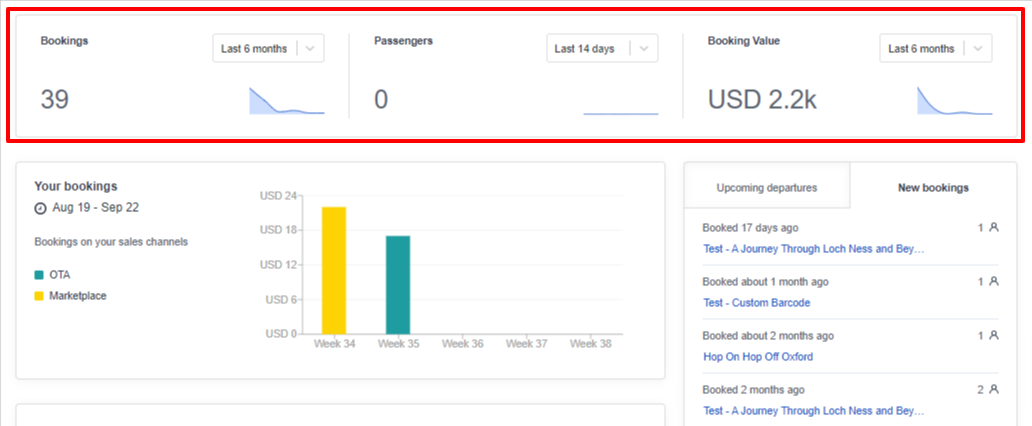 Bookings
Last 6 months
39
Passengers
Last 14 days
0
Booking Value
Last 6 months
USD 2.2k
Your bookings
Aug 19 - Sep 22
Bookings on your sales channels
OTA
Marketplace
USD 24
USD 18
USD 12
USD 6
USD 0
Week 34 Week 35 Week 36 Week 37 Week 38
Upcoming departures
New bookings
Booked 17 days ago 1
Test - A Journey Through Loch Ness and Bey...
Booked about 1 month ago 1
Test - Custom Barcode
Booked about 2 months ago 1
Hop On Hop Off Oxford
Booked 2 months ago 2
Test - A Journey Through Loch Ness and Bey...